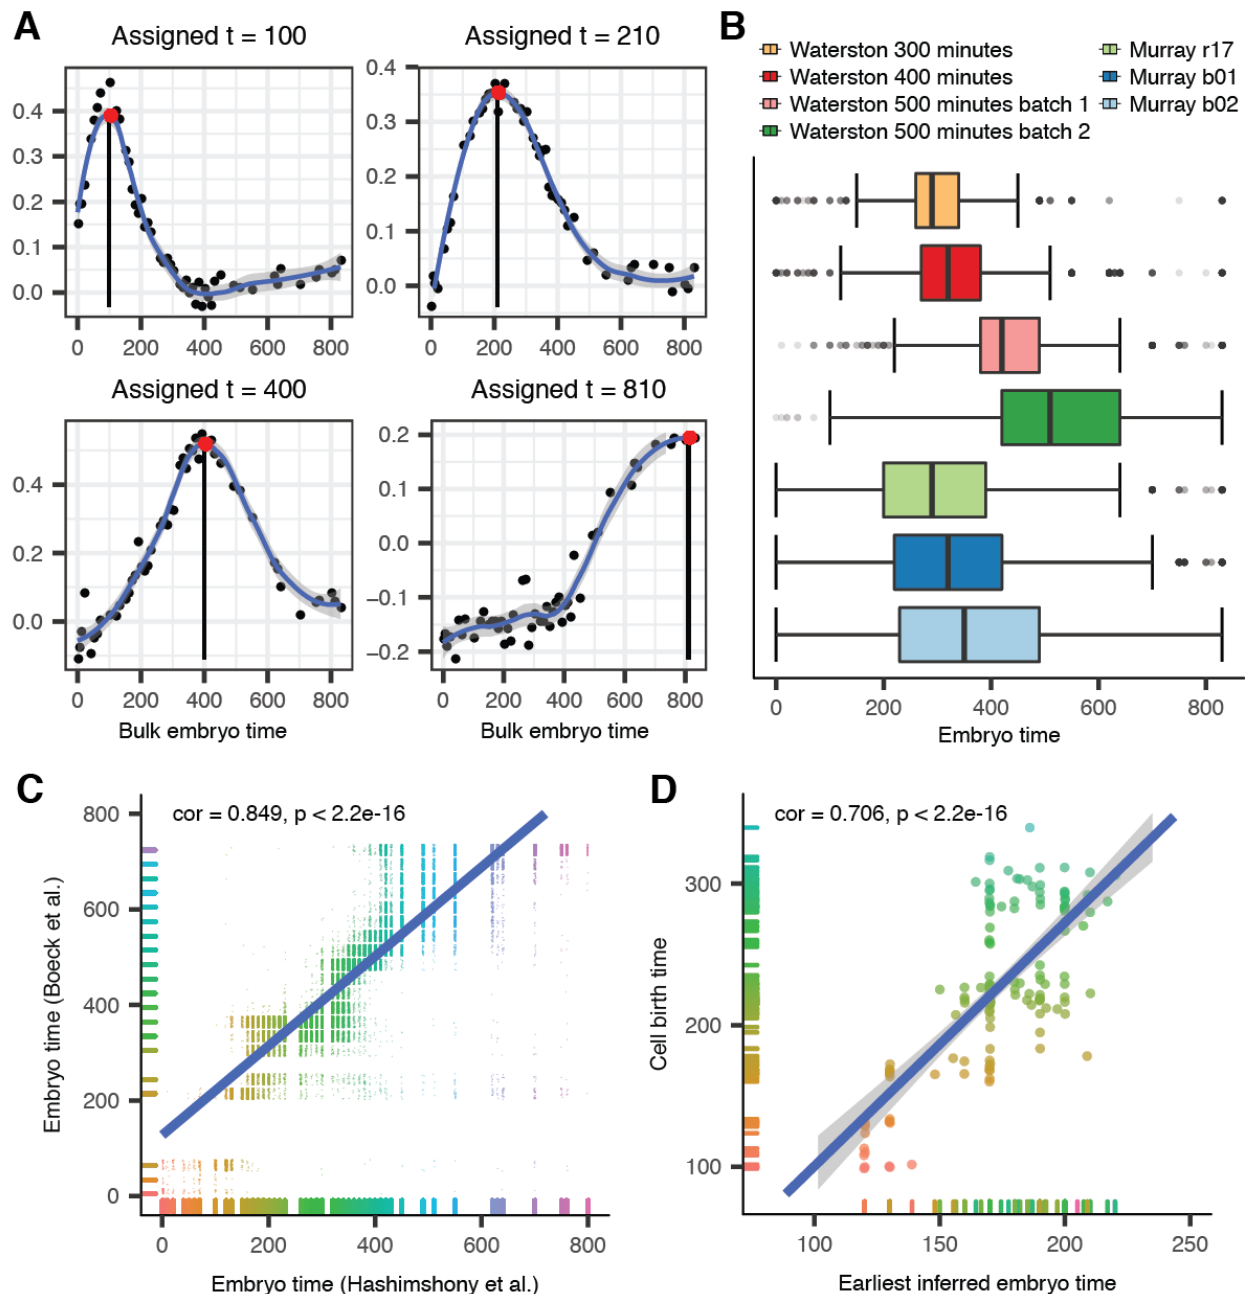 A
Assigned t = 100
0.4
0.3
0.2
0.1
0.0
0 200 400 600 800
Assigned t = 210
0.4
0.3
0.2
0.1
0.0
0 200 400 600 800
Assigned t = 400
0.4
0.2
0.0
0 200 400 600 800
Bulk embryo time
Assigned t = 810
0.2
0.1
0.0
−0.1
−0.2
0 200 400 600 800
Bulk embryo time
B
Waterston 300 minutes
Waterston 400 minutes
Waterston 500 minutes batch 1
Waterston 500 minutes batch 2
Murray r17
Murray b01
Murray b02
0 200 400 600 800
Embryo time
C
cor = 0.849, p < 2.2e-16
Embryo time (Boeck et al.)
800
600
400
200
0
0 200 400 600 800
Embryo time (Hashimshony et al.)
D
cor = 0.706, p < 2.2e-16
Cell birth time
300
200
100
100 150 200 250
Earliest inferred embryo time